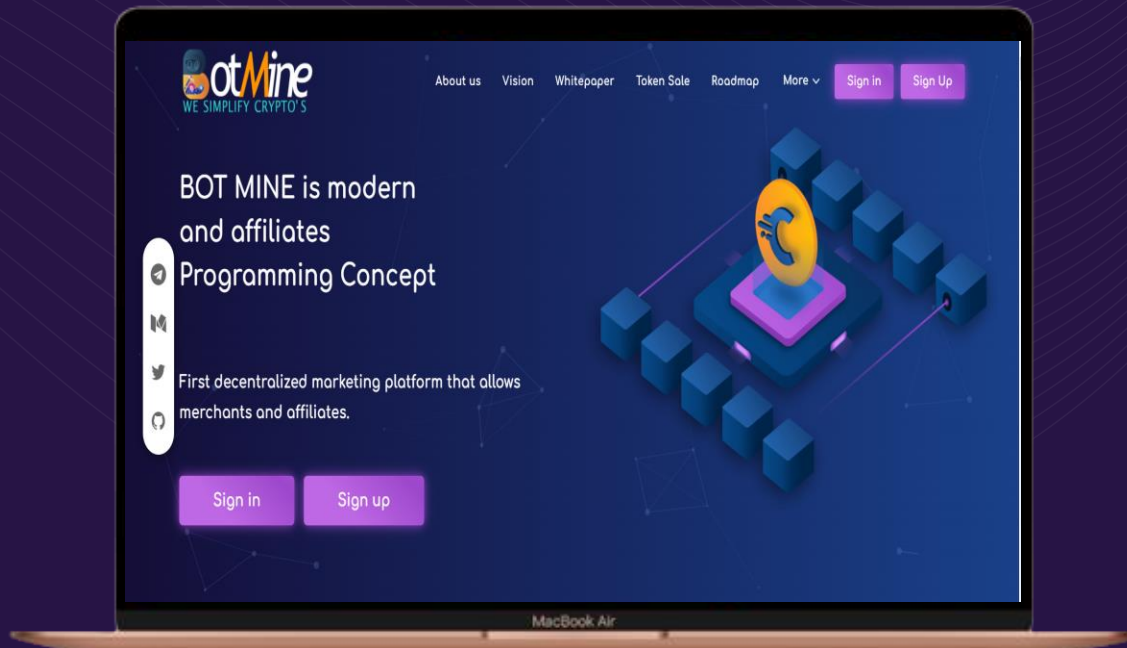 BotMine
WE SIMPLIFY CRYPTO'S
About us Vision Whitepaper Token Sale Roadmap More Sign in Sign Up
BOT MINE is modern
and affiliates
Programming Concept
First decentralized marketing platform that allows
merchants and affiliates.
Sign in Sign up
MacBook Air